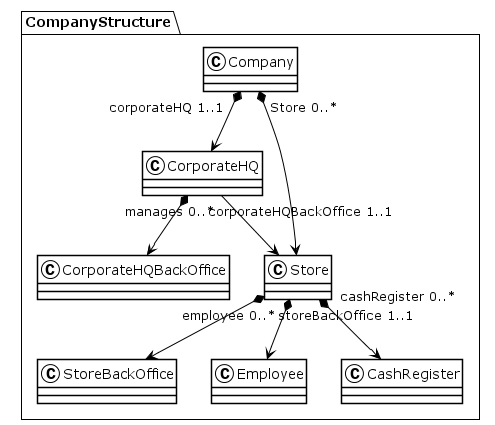 CompanyStructure
C Company
corporateHQ 1..1
Store 0..*
C CorporateHQ
manages 0..*
corporateHQBackOffice 1..1
C CorporateHQBackOffice
C Store
cashRegister 0..*
employee 0..*
storeBackOffice 1..1
C StoreBackOffice
C Employee
C CashRegister